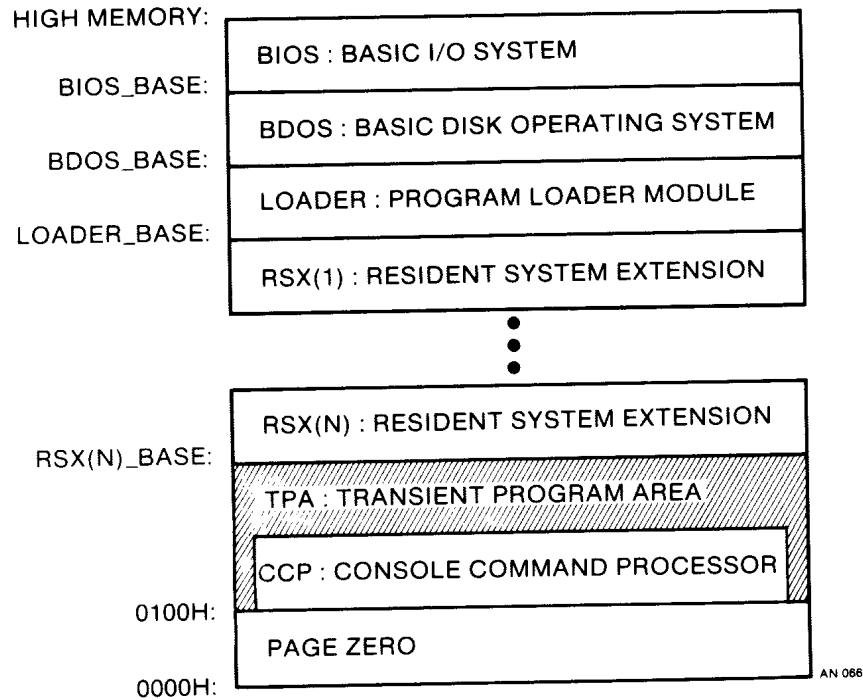 HIGH MEMORY:
BIOS : BASIC I/O SYSTEM
BIOS_BASE:
BDOS : BASIC DISK OPERATING SYSTEM
BDOS_BASE:
LOADER : PROGRAM LOADER MODULE
LOADER_BASE:
RSX(1) : RESIDENT SYSTEM EXTENSION
RSX(N) : RESIDENT SYSTEM EXTENSION
RSX(N)_BASE:
TPA : TRANSIENT PROGRAM AREA
CCP : CONSOLE COMMAND PROCESSOR
0100H:
PAGE ZERO
0000H:
AN 066